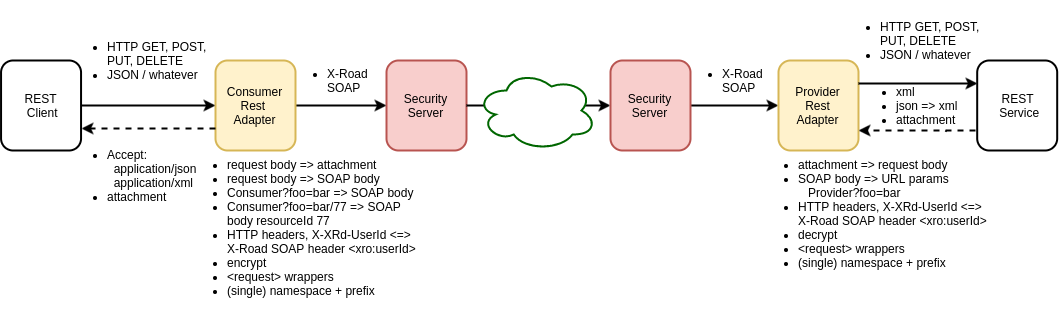 • HTTP GET, POST,
PUT, DELETE
• JSON / whatever
REST
Client
• Accept:
application/json
application/xml
• attachment
Consumer
Rest
Adapter
• request body => attachment
• request body => SOAP body
• Consumer?foo=bar => SOAP body
• Consumer?foo=bar/77 => SOAP
body resourceId 77
• HTTP headers, X-XRd-UserId <=>
X-Road SOAP header <xro:userId>
• encrypt
• <request> wrappers
• (single) namespace + prefix
• X-Road
SOAP
Security
Server
Security
Server
• X-Road
SOAP
Provider
Rest
Adapter
• attachment => request body
• SOAP body => URL params
Provider?foo=bar
• HTTP headers, X-XRd-UserId <=>
X-Road SOAP header <xro:userId>
• decrypt
• <request> wrappers
• (single) namespace + prefix
• HTTP GET, POST,
PUT, DELETE
• JSON / whatever
• xml
• json => xml
• attachment
REST
Service